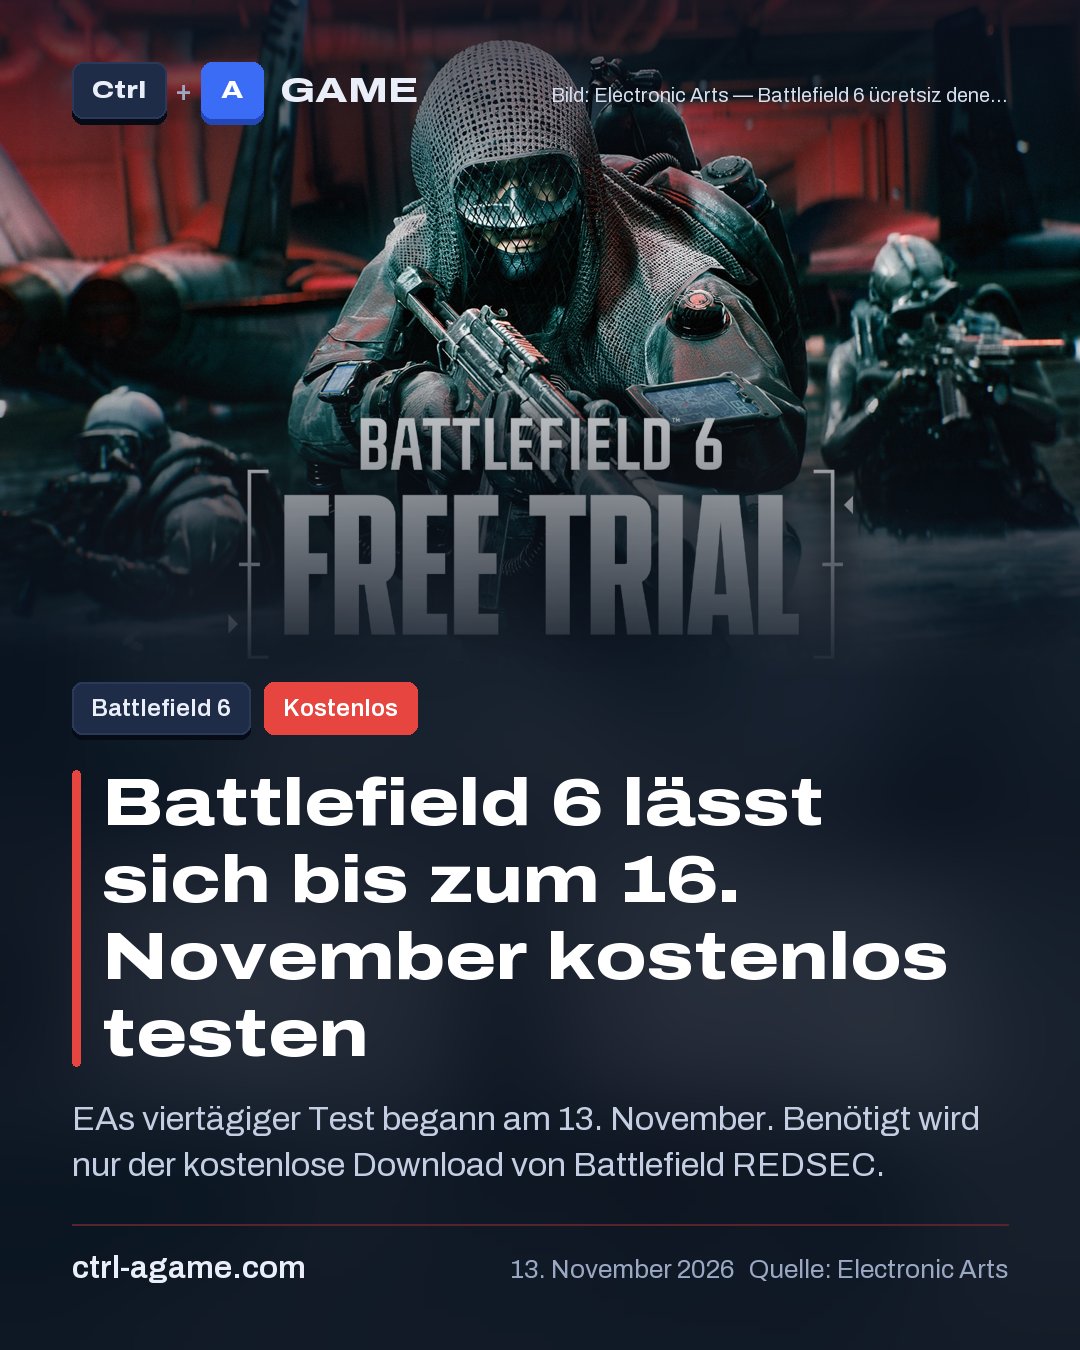 Ctrl + A GAME
Bild: Electronic Arts — Battlefield 6 ücretsiz dene…
BATTLEFIELD™ 6
FREE TRIAL
Battlefield 6
Kostenlos
Battlefield 6 lässt
sich bis zum 16.
November kostenlos
testen
EAs viertägiger Test begann am 13. November. Benötigt wird
nur der kostenlose Download von Battlefield REDSEC.
ctrl-agame.com
13. November 2026 Quelle: Electronic Arts